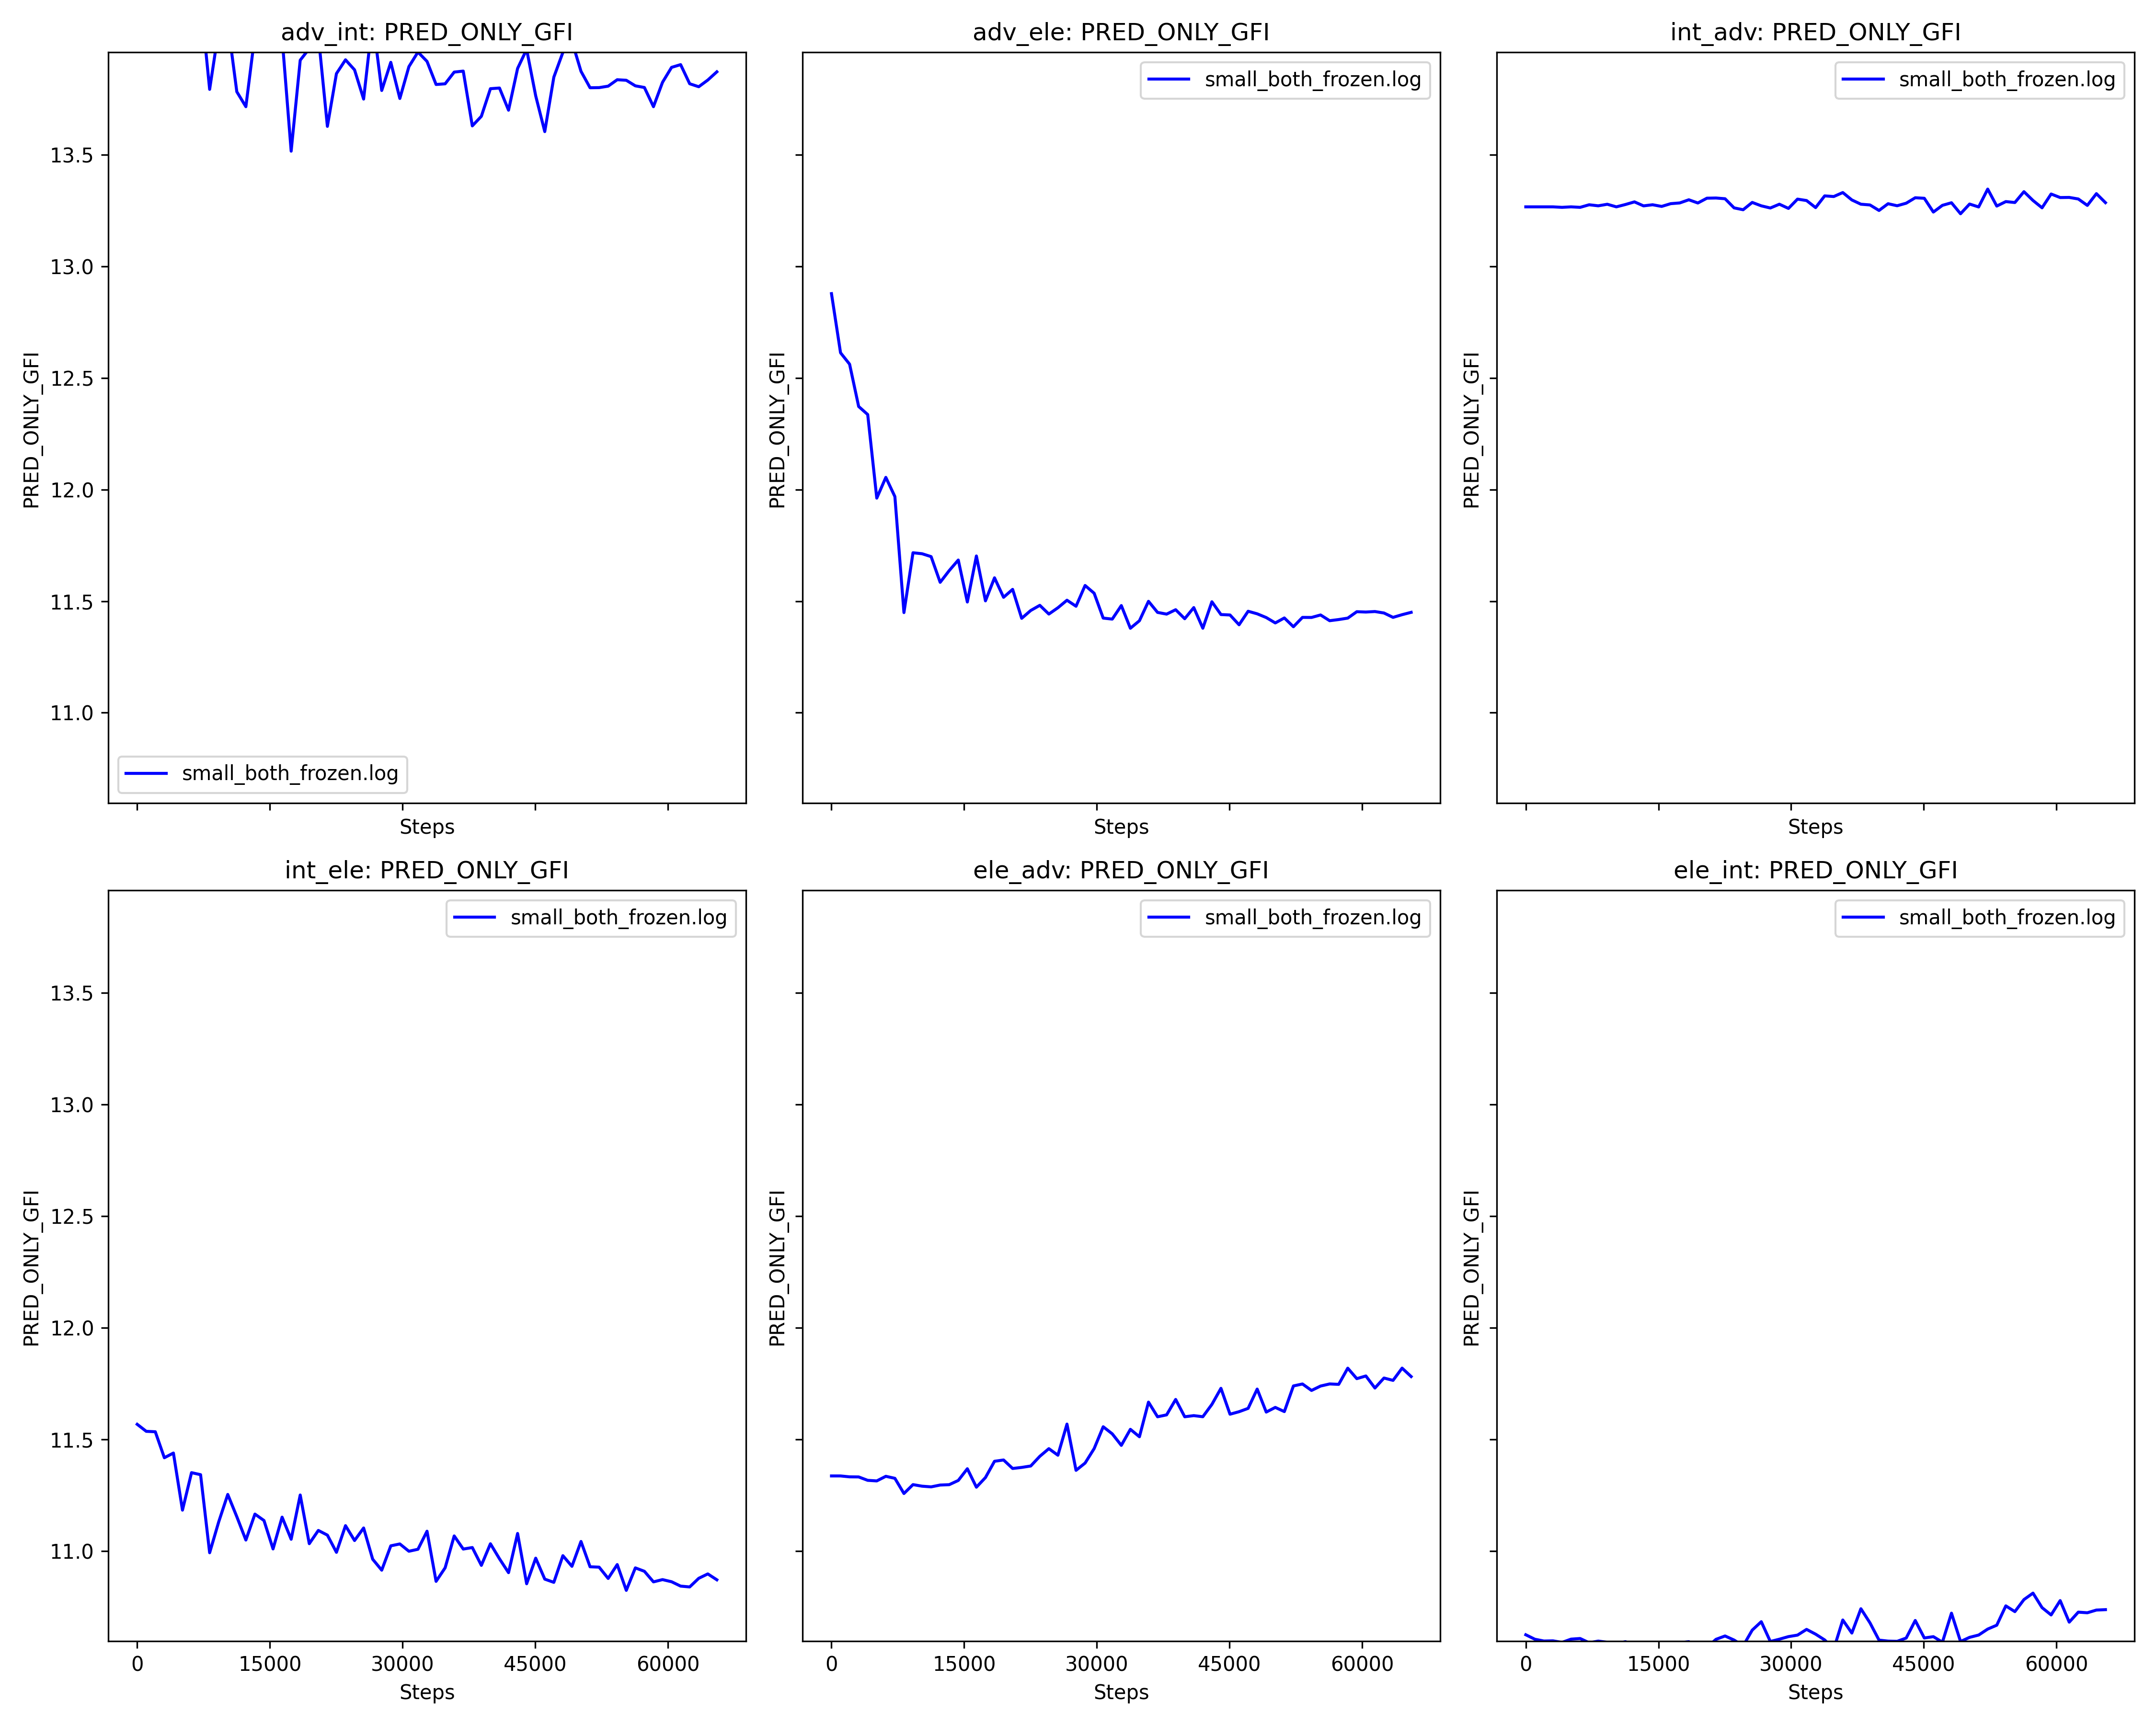 adv_int: PRED_ONLY_GFI
PRED_ONLY_GFI
13.5
13.0
12.5
12.0
11.5
11.0
small_both_frozen.log
Steps
adv_ele: PRED_ONLY_GFI
PRED_ONLY_GFI
small_both_frozen.log
Steps
int_adv: PRED_ONLY_GFI
PRED_ONLY_GFI
small_both_frozen.log
Steps
int_ele: PRED_ONLY_GFI
PRED_ONLY_GFI
small_both_frozen.log
13.5
13.0
12.5
12.0
11.5
11.0
0 15000 30000 45000 60000
Steps
ele_adv: PRED_ONLY_GFI
PRED_ONLY_GFI
small_both_frozen.log
0 15000 30000 45000 60000
Steps
ele_int: PRED_ONLY_GFI
PRED_ONLY_GFI
small_both_frozen.log
0 15000 30000 45000 60000
Steps